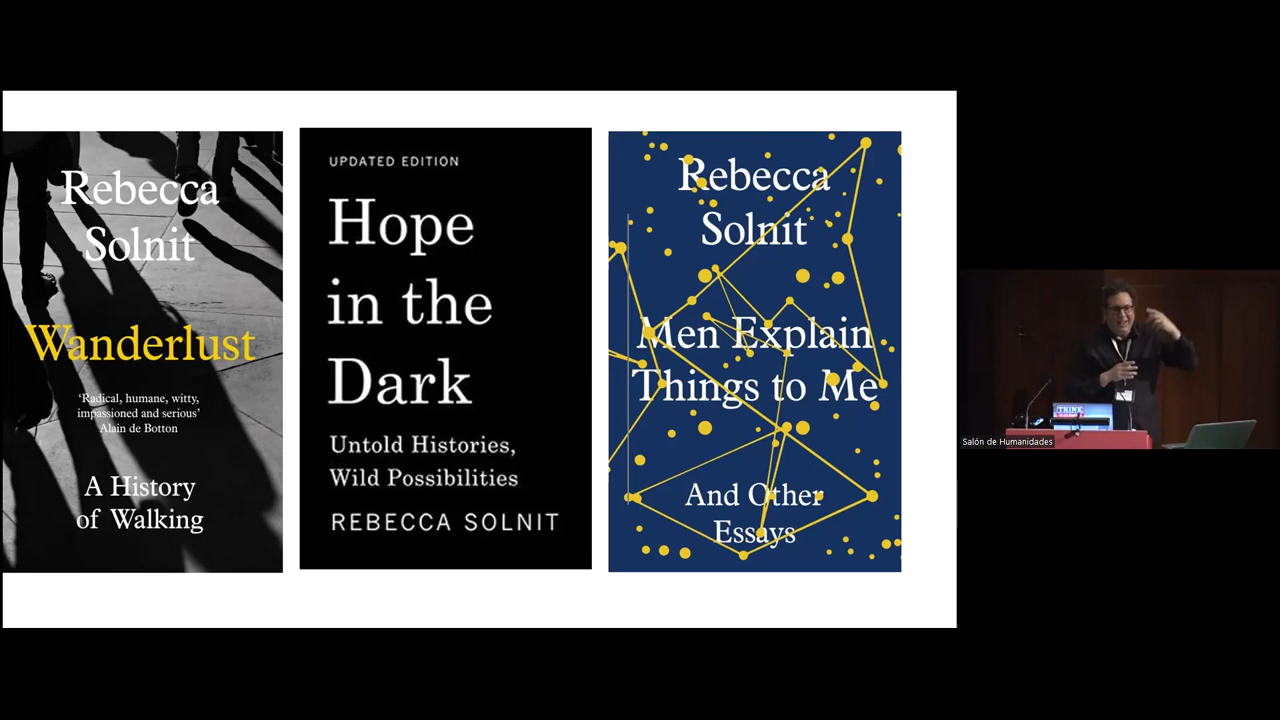 Rebecca
Solnit
Wanderlust
‘Radical, humane, witty,
impassioned and serious’
Alain de Botton
A History
of Walking
UPDATED EDITION
Hope
in the
Dark
Untold Histories,
Wild Possibilities
REBECCA SOLNIT
Rebecca
Solnit
Men Explain
Things to Me
And Other
Essays
THINK
Salón de Humanidades